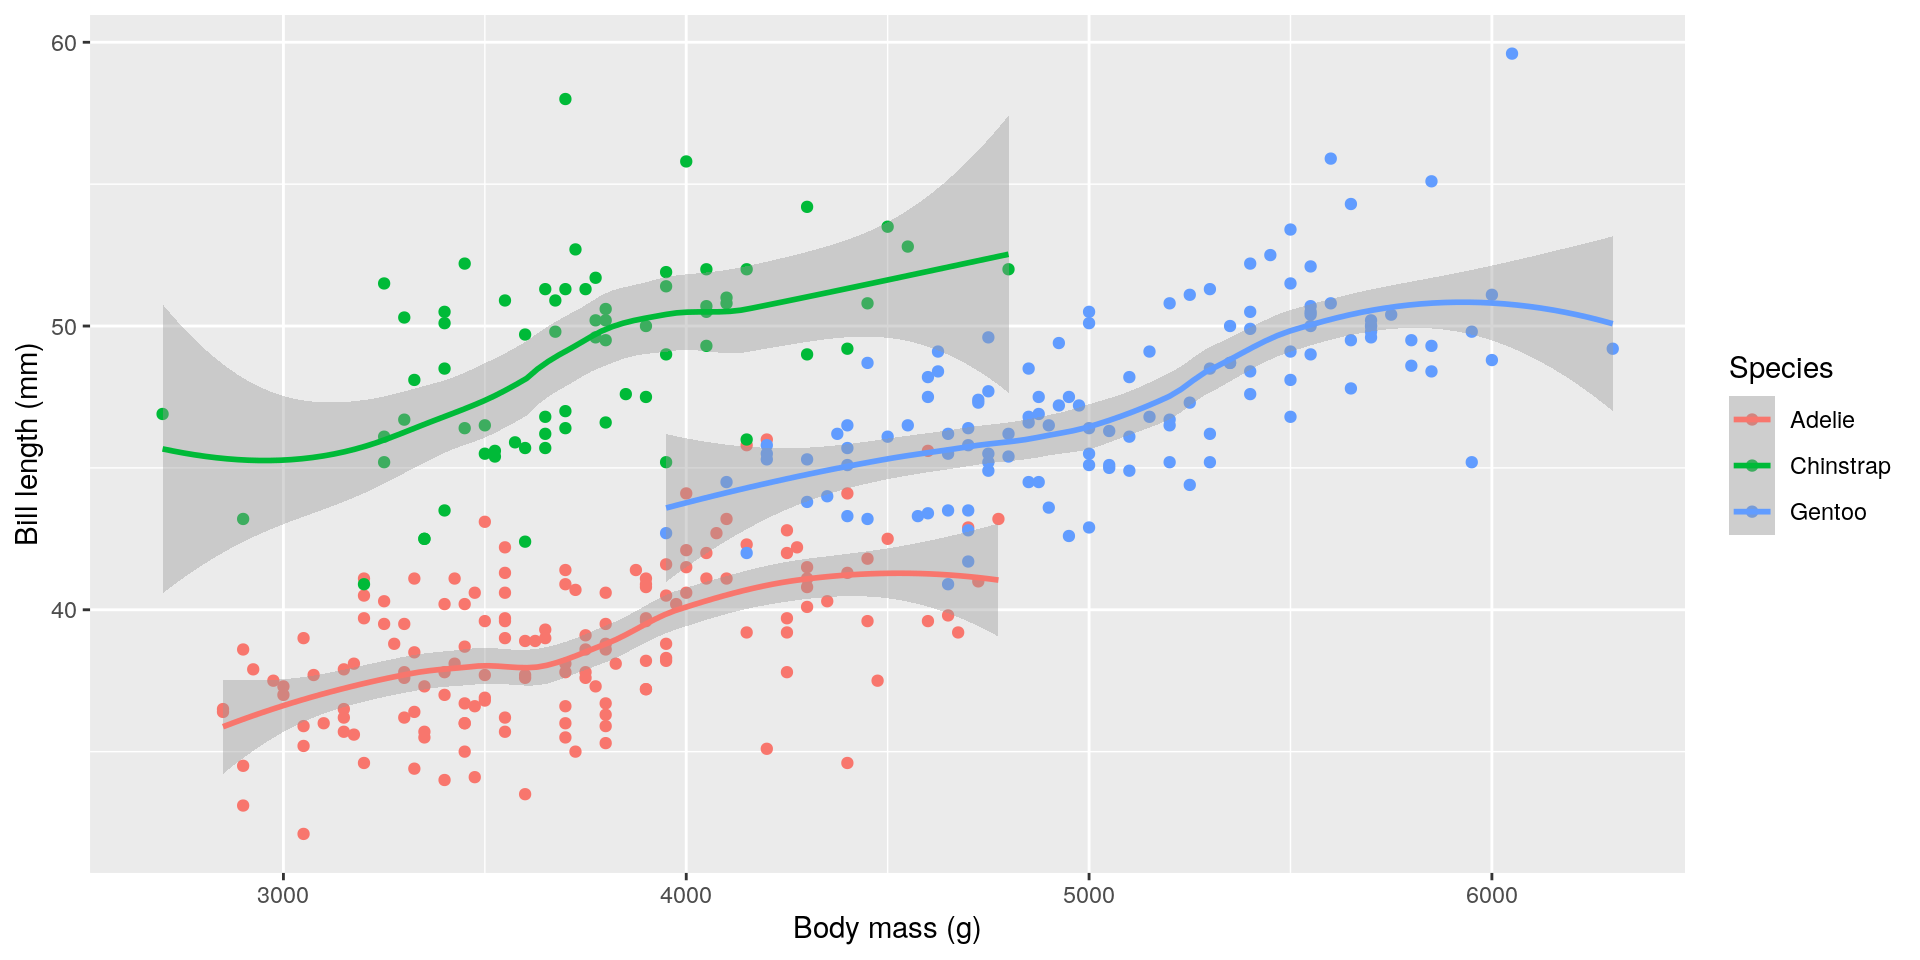 60
50
40
Bill length (mm)
3000
4000
5000
6000
Body mass (g)
Species
Adelie
Chinstrap
Gentoo